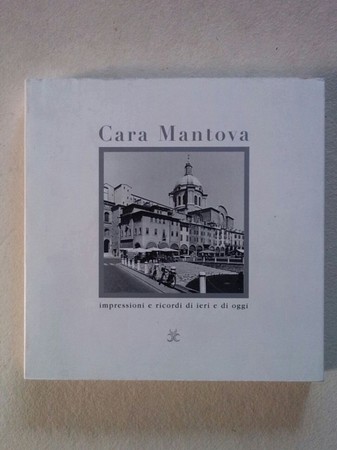 Cara Mantova
impressioni e ricordi di ieri e di oggi